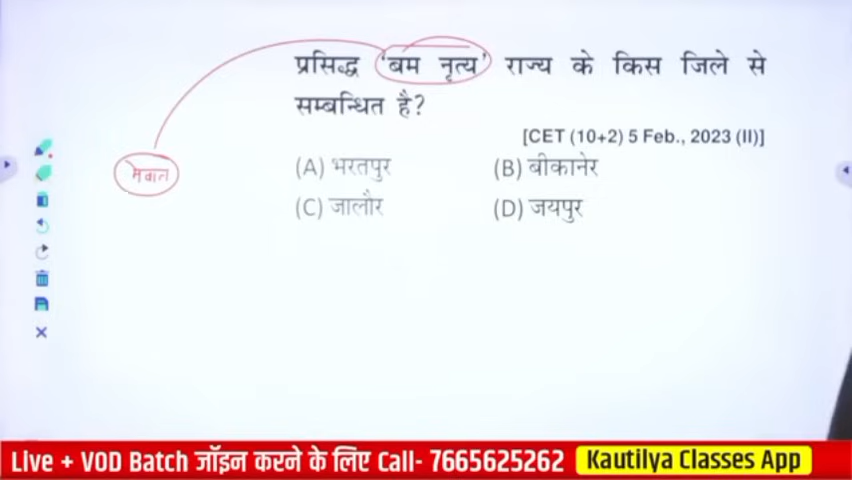 प्रसिद्ध 'बम नृत्य' राज्य के किस जिले से
सम्बन्धित है?
[CET (10+2) 5 Feb., 2023 (II)]
मेवात
(A) भरतपुर (B) बीकानेर
(C) जालौर (D) जयपुर
Live + VOD Batch जॉइन करने के लिए Call- 7665625262 Kautilya Classes App